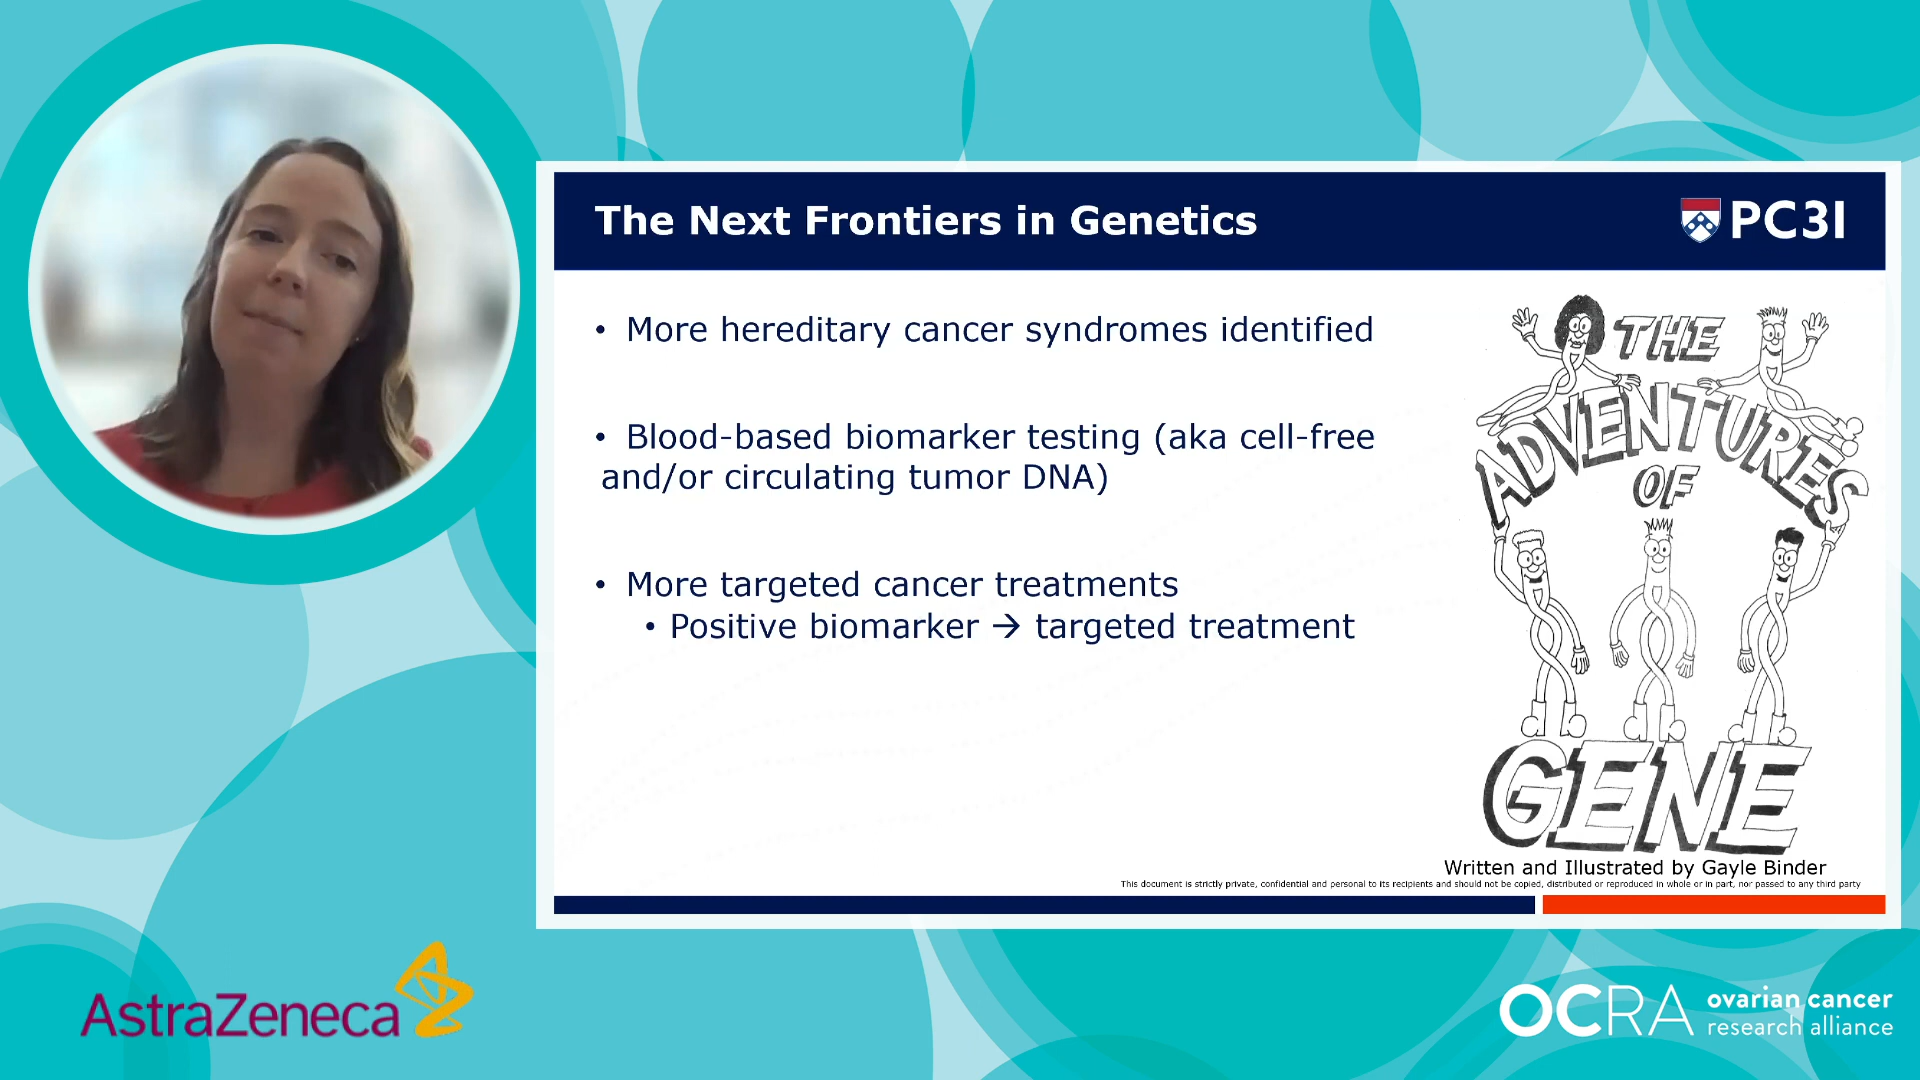 The Next Frontiers in Genetics
PC3I
• More hereditary cancer syndromes identified
• Blood-based biomarker testing (aka cell-free
and/or circulating tumor DNA)
• More targeted cancer treatments
• Positive biomarker → targeted treatment
THE
ADVENTURES
OF
GENE
Written and Illustrated by Gayle Binder
This document is strictly private, confidential and personal to its recipients and should not be copied, distributed or reproduced in whole or in part, nor passed to any third party
AstraZeneca
OCRA
ovarian cancer
research alliance